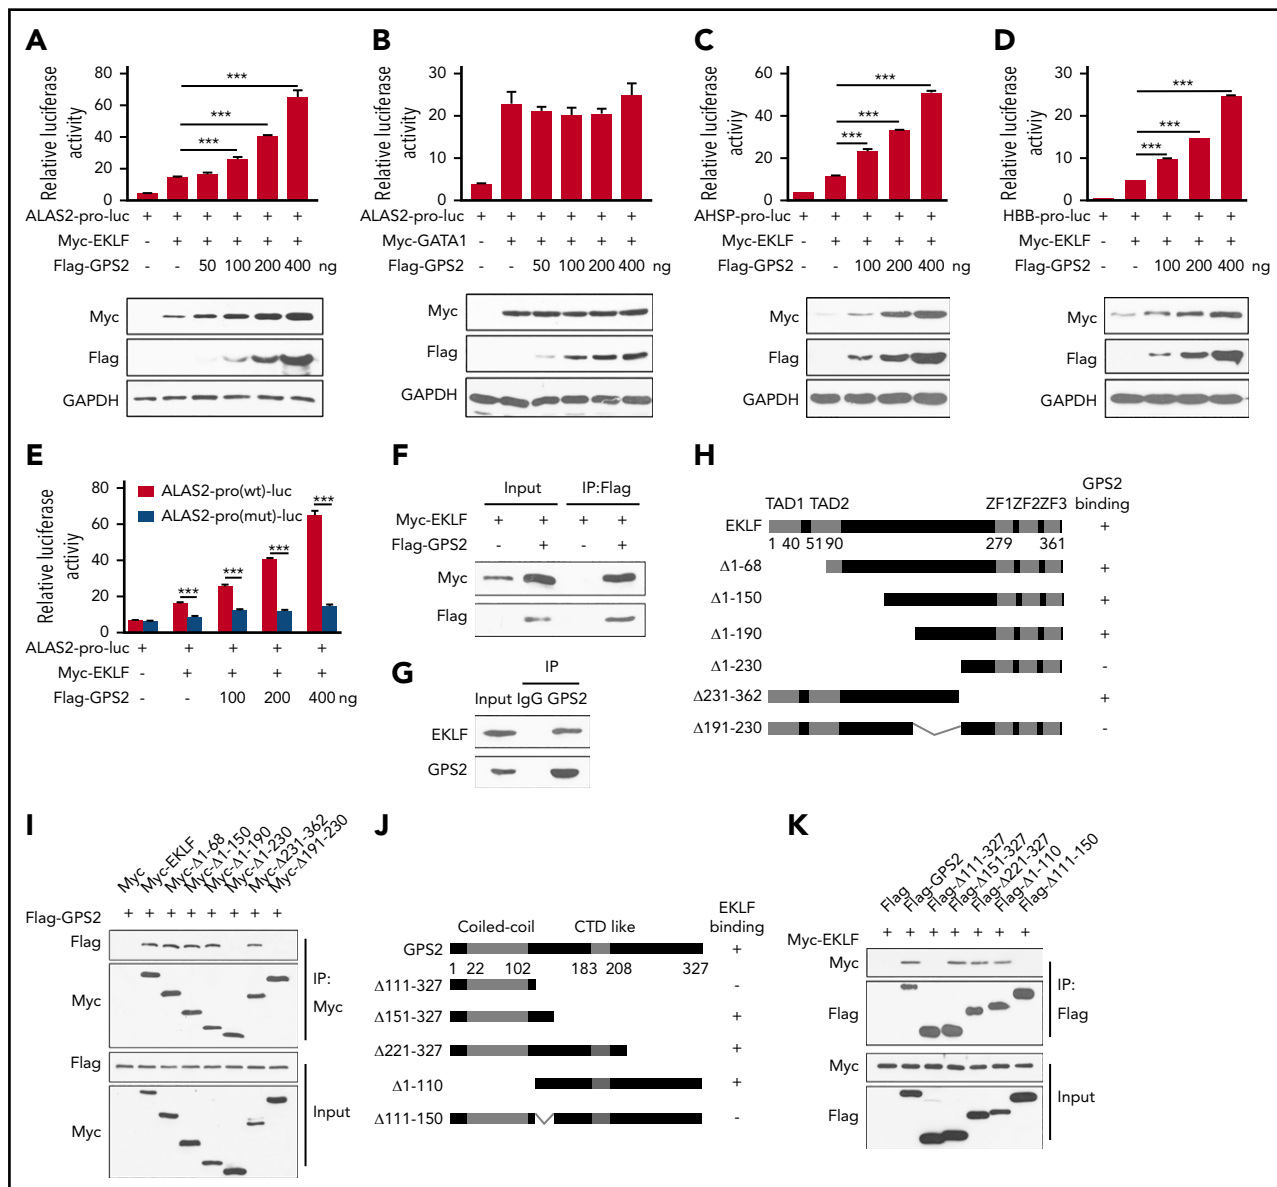 A
Relative luciferase
activiy
80
60
40
20
0
***
***
***
ALAS2-pro-luc + + + + + +
Myc-EKLF - + + + + +
Flag-GPS2 - - 50 100 200 400 ng
Myc
Flag
GAPDH
B
Relative luciferase
activity
30
20
10
0
ALAS2-pro-luc + + + + + +
Myc-GATA1 - + + + + +
Flag-GPS2 - - 50 100 200 400 ng
Myc
Flag
GAPDH
C
Relative luciferase
activity
60
40
20
0
***
***
***
AHSP-pro-luc + + + + +
Myc-EKLF - + + + +
Flag-GPS2 - - 100 200 400 ng
Myc
Flag
GAPDH
D
Relative luciferase
activity
30
20
10
0
***
***
***
HBB-pro-luc + + + + +
Myc-EKLF - + + + +
Flag-GPS2 - - 100 200 400 ng
Myc
Flag
GAPDH
E
Relative luciferase
activiy
80
60
40
20
0
ALAS2-pro(wt)-luc
ALAS2-pro(mut)-luc
***
***
***
***
ALAS2-pro-luc + + + + +
Myc-EKLF - + + + +
Flag-GPS2 - - 100 200 400 ng
F
Input IP:Flag
Myc-EKLF + + + +
Flag-GPS2 - + - +
Myc
Flag
G
IP
Input IgG GPS2
EKLF
GPS2
H
GPS2
binding
TAD1 TAD2 ZF1ZF2ZF3
EKLF +
1 40 51 90 279 361
Δ1-68 +
Δ1-150 +
Δ1-190 +
Δ1-230 -
Δ231-362 +
Δ191-230 -
I
Myc
Myc-EKLF
Myc-Δ1-68
Myc-Δ1-150
Myc-Δ1-190
Myc-Δ1-230
Myc-Δ231-362
Myc-Δ191-230
Flag-GPS2 + + + + + + + +
Flag
Myc
IP:
Myc
Flag
Myc
Input
J
EKLF
binding
Coiled-coil CTD like
GPS2 +
1 22 102 183 208 327
Δ111-327 -
Δ151-327 +
Δ221-327 +
Δ1-110 +
Δ111-150 -
K
Flag
Flag-GPS2
Flag-Δ111-327
Flag-Δ151-327
Flag-Δ221-327
Flag-Δ1-110
Flag-Δ111-150
Myc-EKLF + + + + + + +
Myc
Flag
IP:
Flag
Myc
Flag
Input